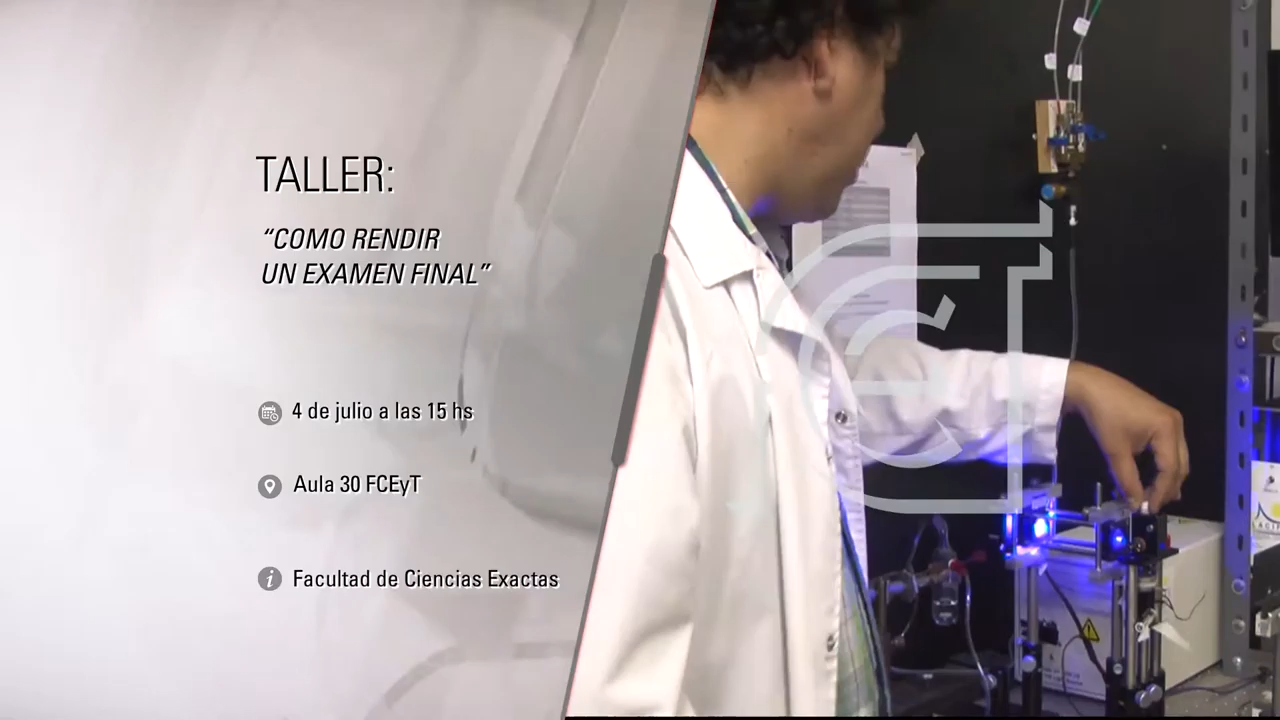 TALLER:
“COMO RENDIR
UN EXAMEN FINAL”
4 de julio a las 15 hs
Aula 30 FCEyT
Facultad de Ciencias Exactas